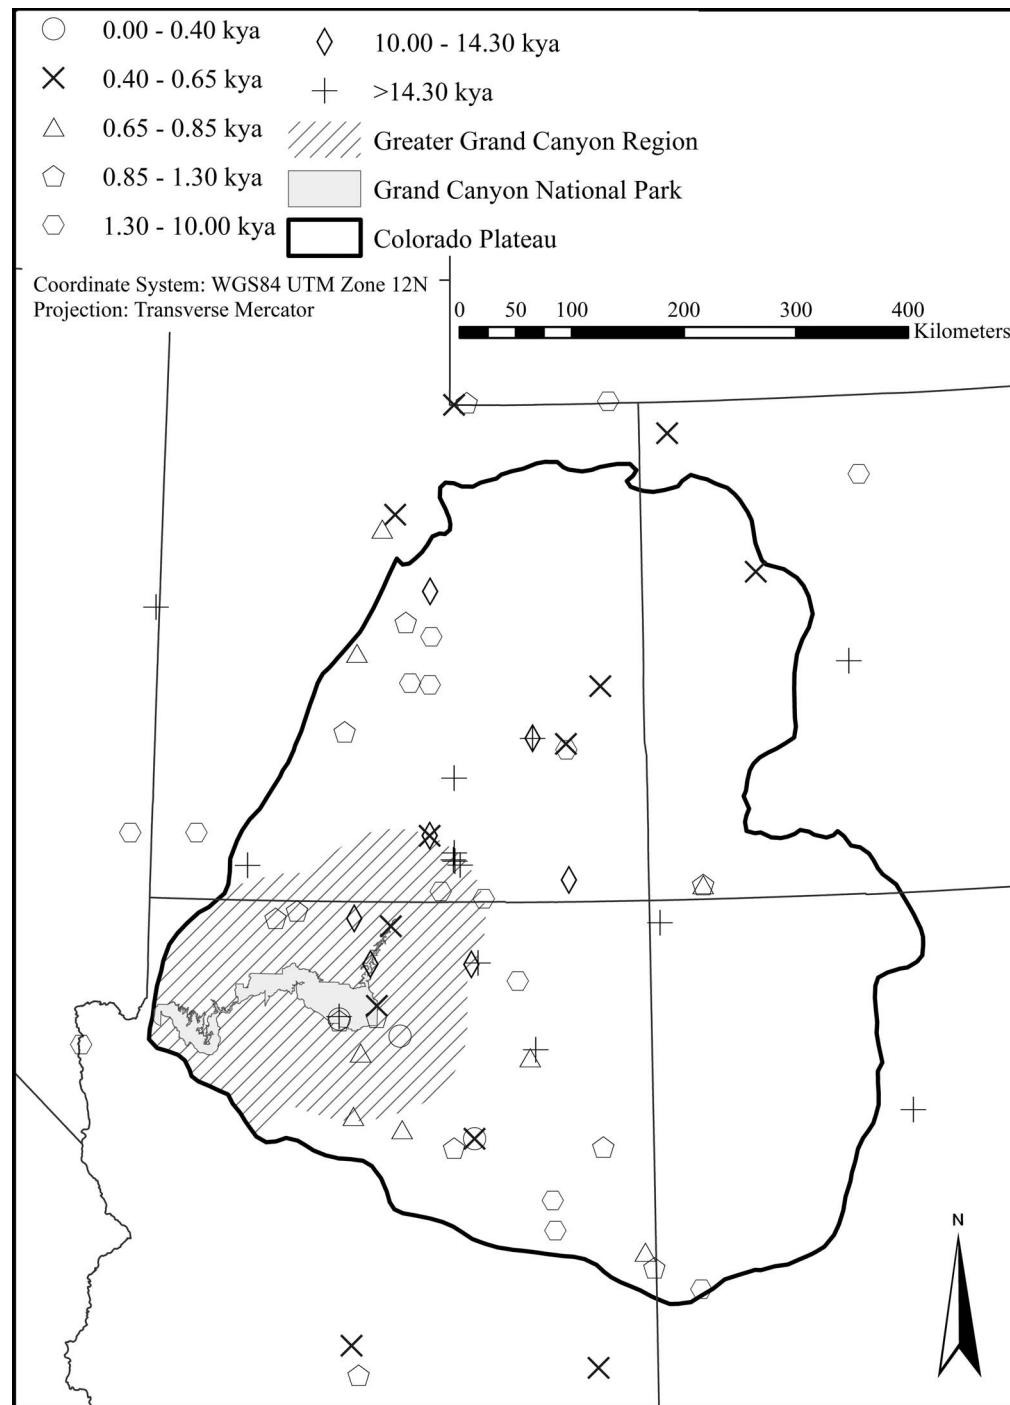 0.00 - 0.40 kya
0.40 - 0.65 kya
0.65 - 0.85 kya
0.85 - 1.30 kya
1.30 - 10.00 kya
10.00 - 14.30 kya
>14.30 kya
Greater Grand Canyon Region
Grand Canyon National Park
Colorado Plateau
Coordinate System: WGS84 UTM Zone 12N
Projection: Transverse Mercator
0 50 100 200 300 400
Kilometers
N